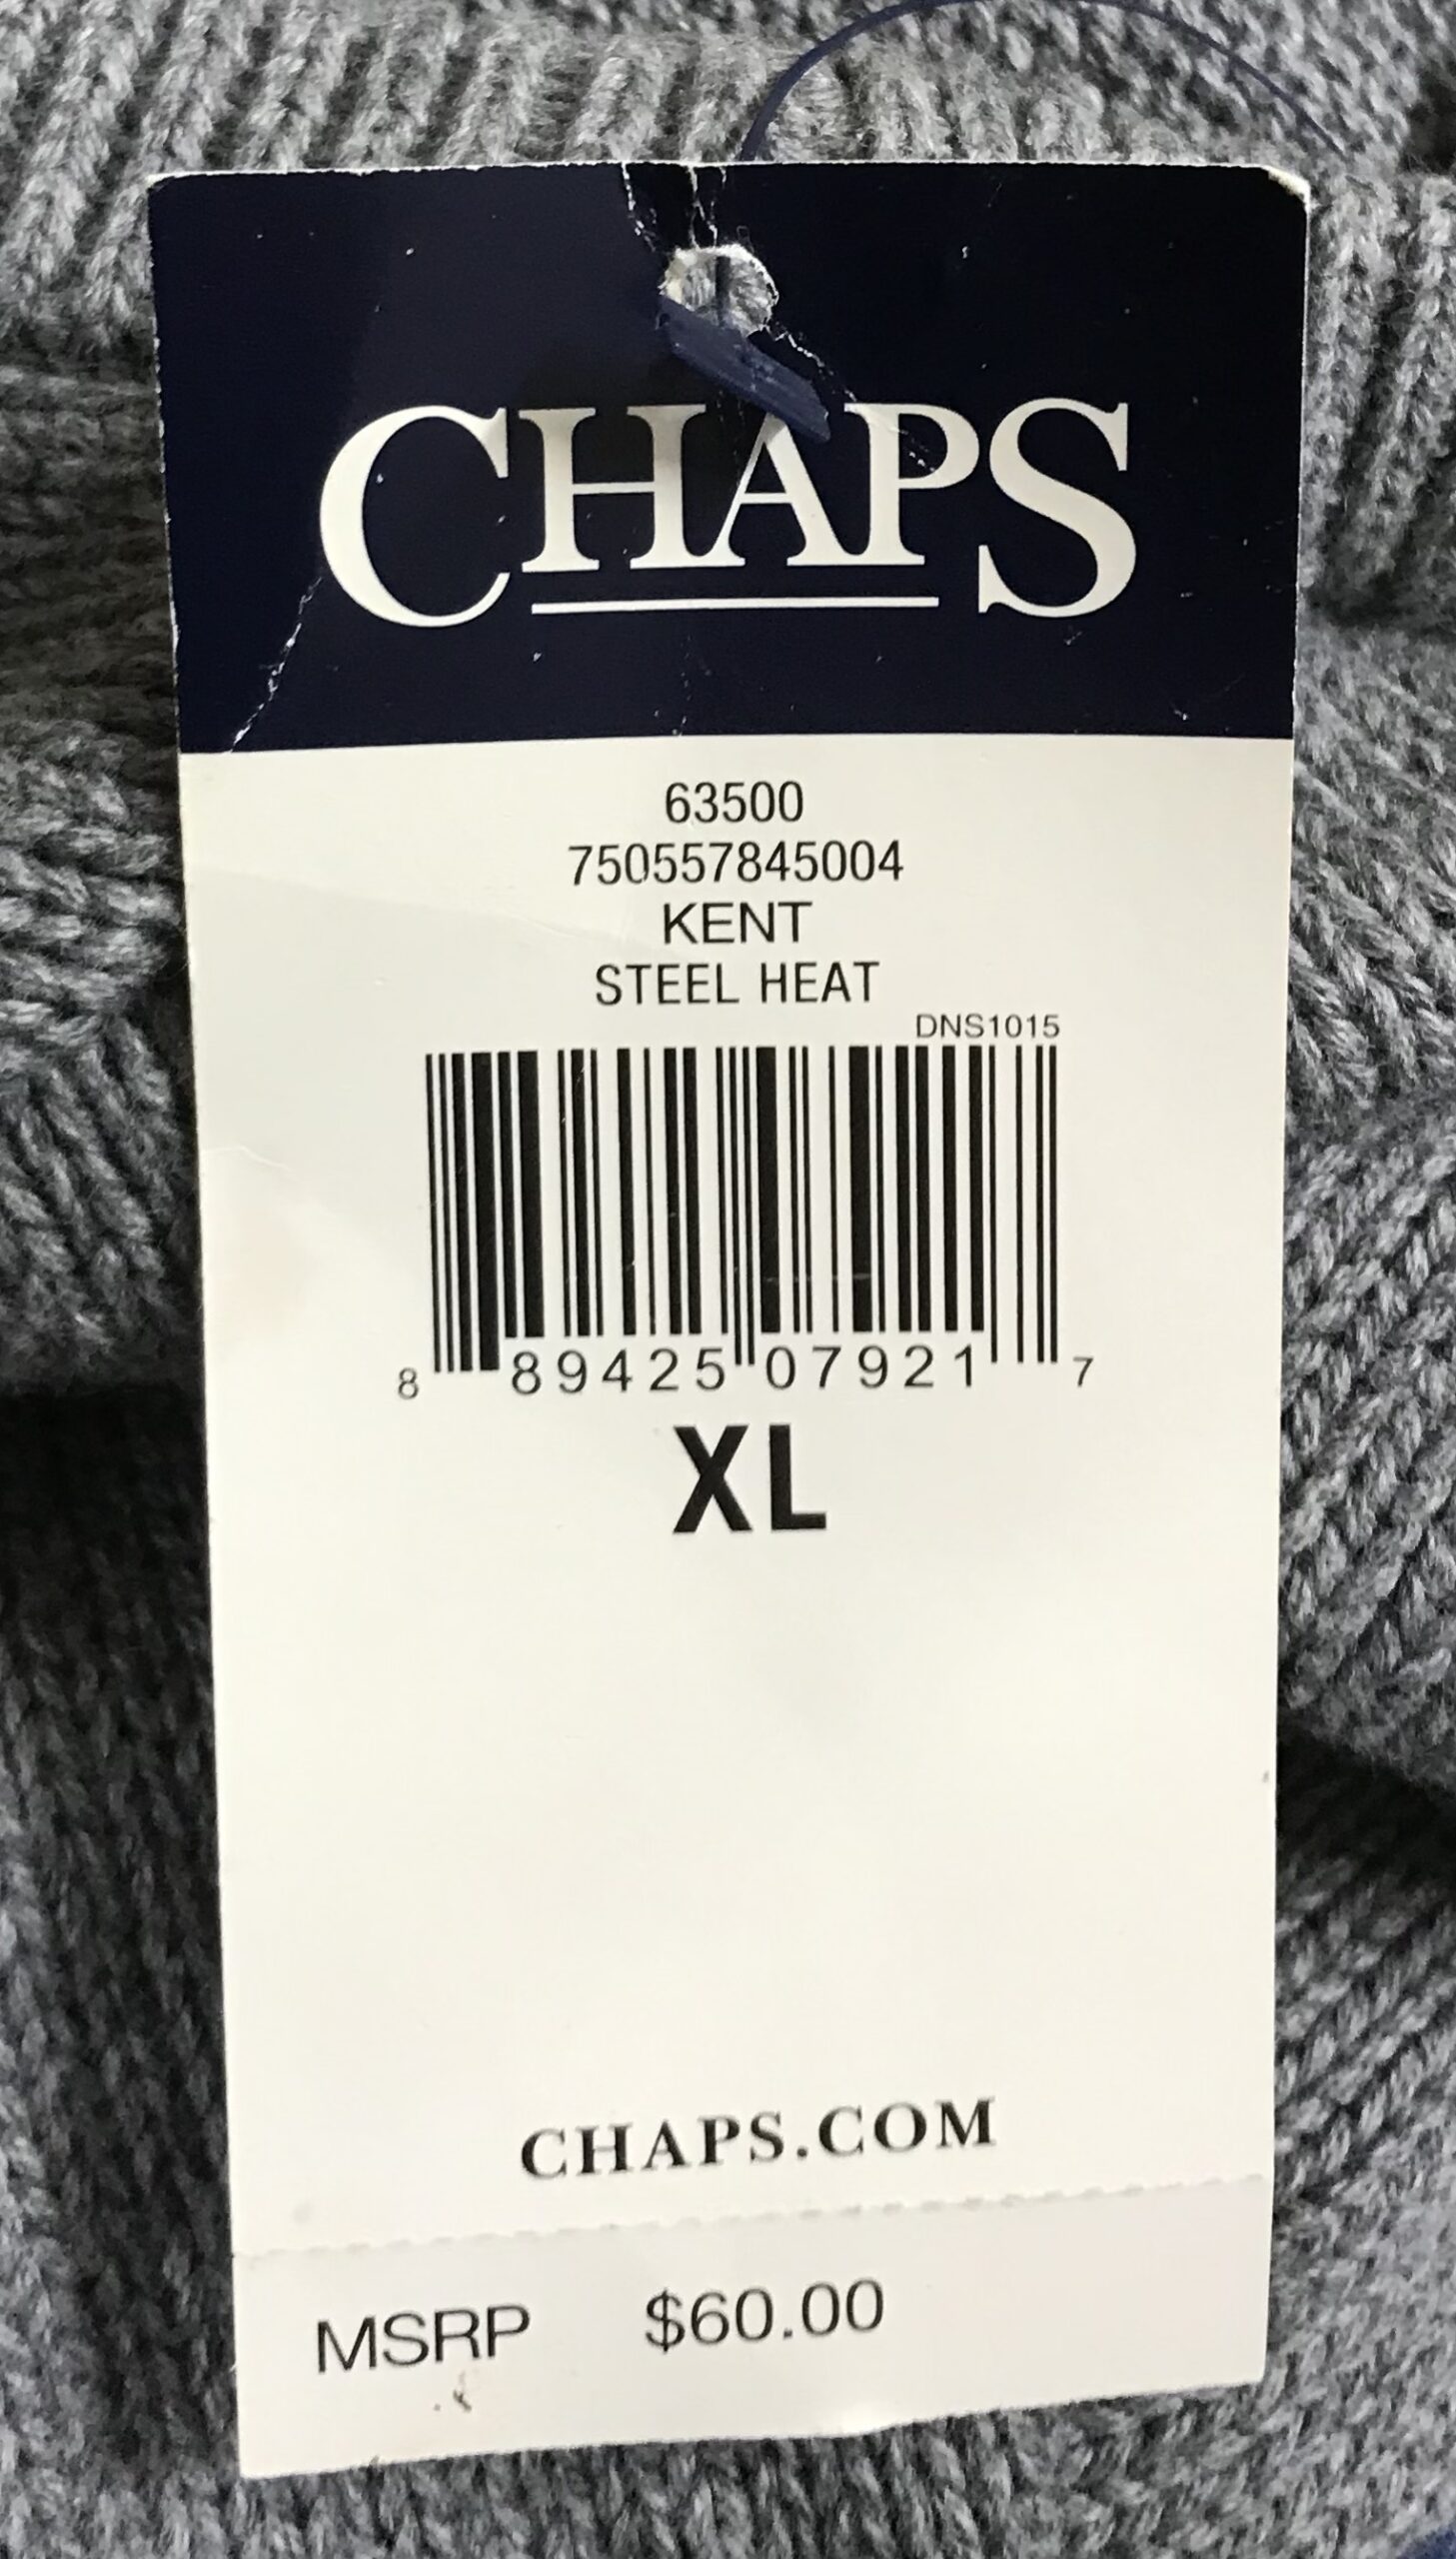 CHAPS
63500
750557845004
KENT
STEEL HEAT
DNS1015
8 89425 07921 7
XL
CHAPS.COM
MSRP $60.00